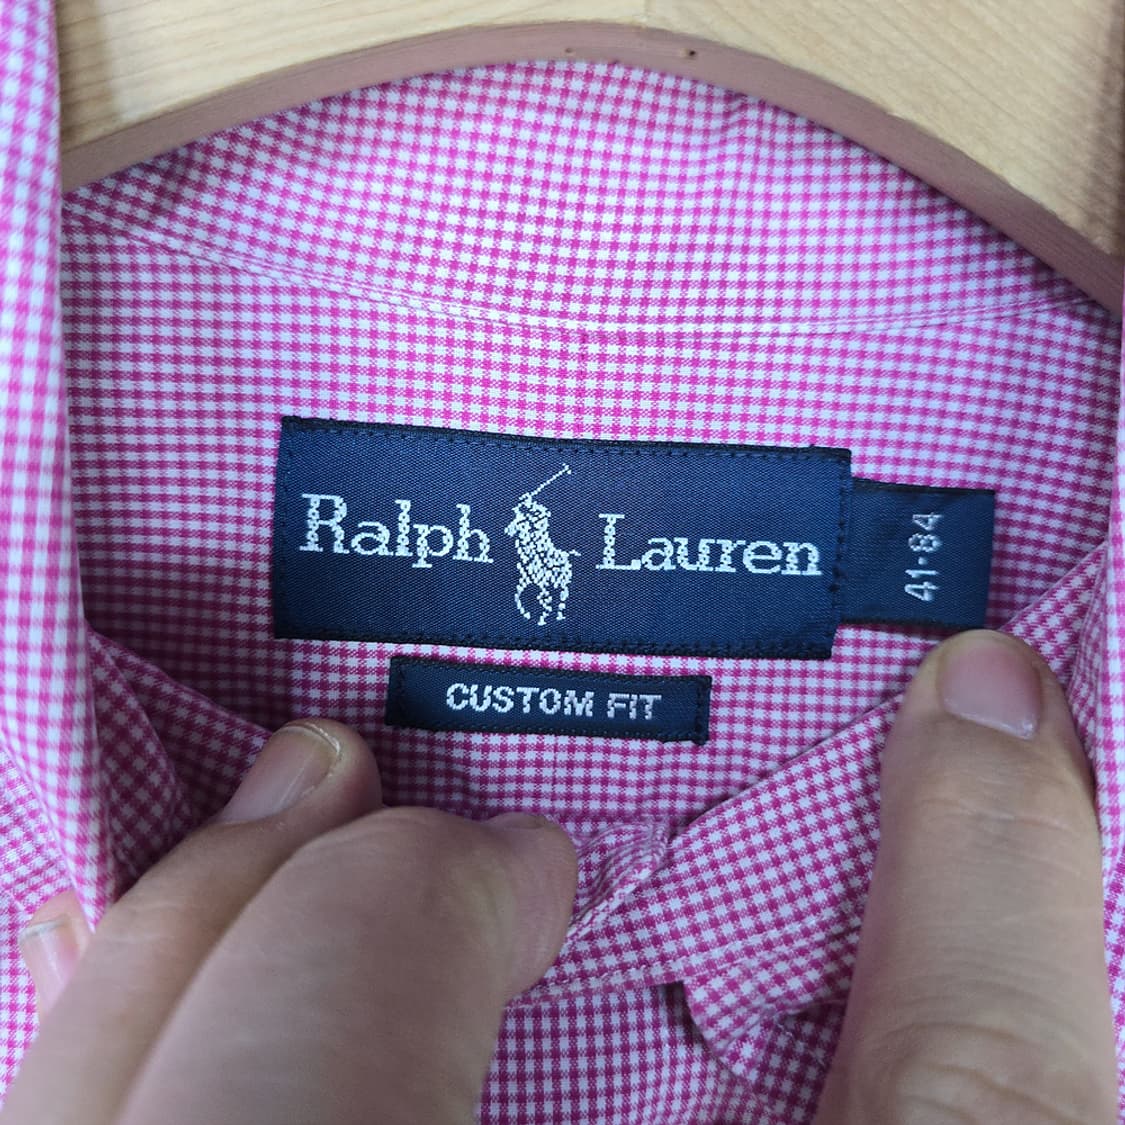 Ralph Lauren
41·84
CUSTOM FIT